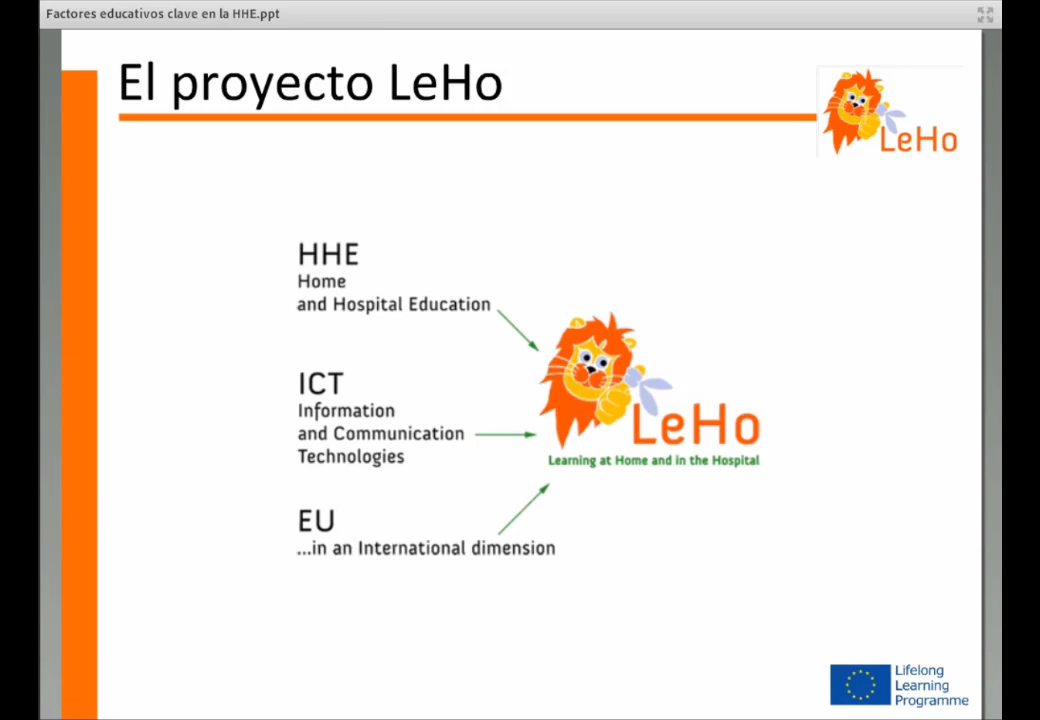 Factores educativos clave en la HHE.ppt
El proyecto LeHo
LeHo
HHE
Home
and Hospital Education
ICT
Information
and Communication
Technologies
LeHo
Learning at Home and in the Hospital
EU
...in an International dimension
Lifelong
Learning
Programme